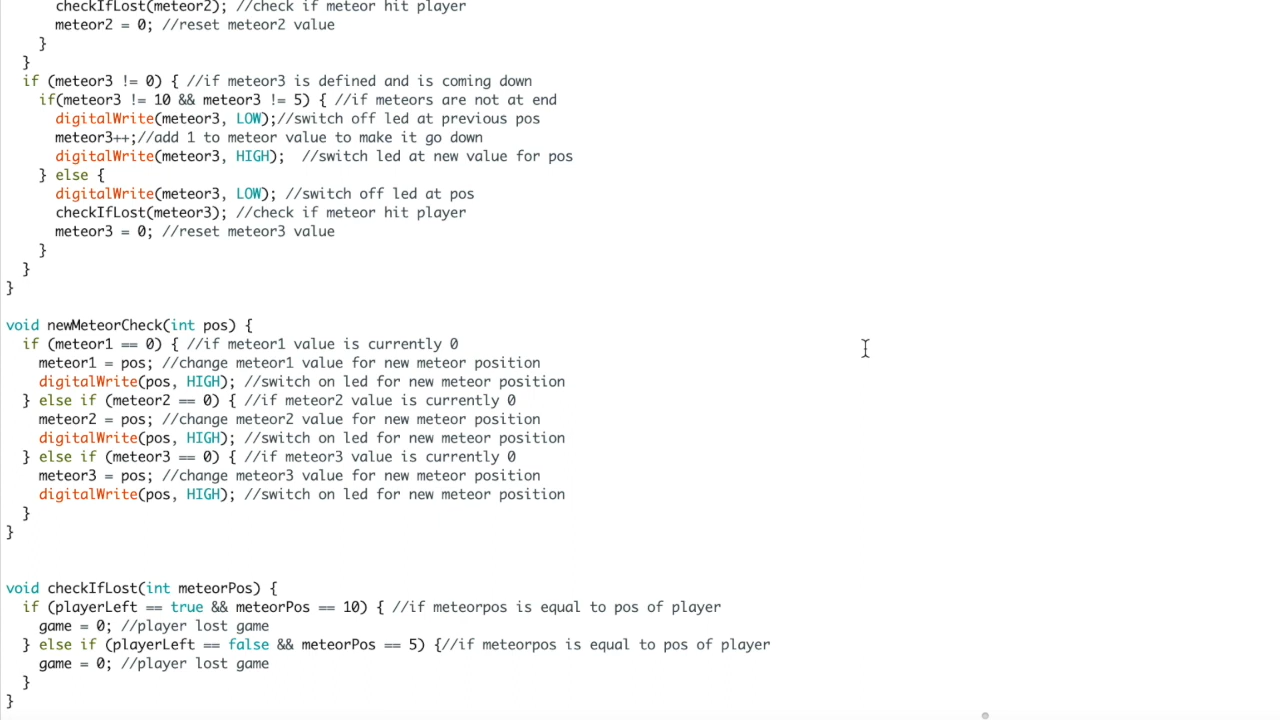 checkIfLost(meteor2); //check if meteor hit player
meteor2 = 0; //reset meteor2 value
}
}
if (meteor3 != 0) { //if meteor3 is defined and is coming down
if(meteor3 != 10 && meteor3 != 5) { //if meteors are not at end
digitalWrite(meteor3, LOW);//switch off led at previous pos
meteor3++;//add 1 to meteor value to make it go down
digitalWrite(meteor3, HIGH);  //switch led at new value for pos
} else {
digitalWrite(meteor3, LOW); //switch off led at pos
checkIfLost(meteor3); //check if meteor hit player
meteor3 = 0; //reset meteor3 value
}
}
}
void newMeteorCheck(int pos) {
if (meteor1 == 0) { //if meteor1 value is currently 0
meteor1 = pos; //change meteor1 value for new meteor position
digitalWrite(pos, HIGH); //switch on led for new meteor position
} else if (meteor2 == 0) { //if meteor2 value is currently 0
meteor2 = pos; //change meteor2 value for new meteor position
digitalWrite(pos, HIGH); //switch on led for new meteor position
} else if (meteor3 == 0) { //if meteor3 value is currently 0
meteor3 = pos; //change meteor3 value for new meteor position
digitalWrite(pos, HIGH); //switch on led for new meteor position
}
}
void checkIfLost(int meteorPos) {
if (playerLeft == true && meteorPos == 10) { //if meteorpos is equal to pos of player
game = 0; //player lost game
} else if (playerLeft == false && meteorPos == 5) {//if meteorpos is equal to pos of player
game = 0; //player lost game
}
}